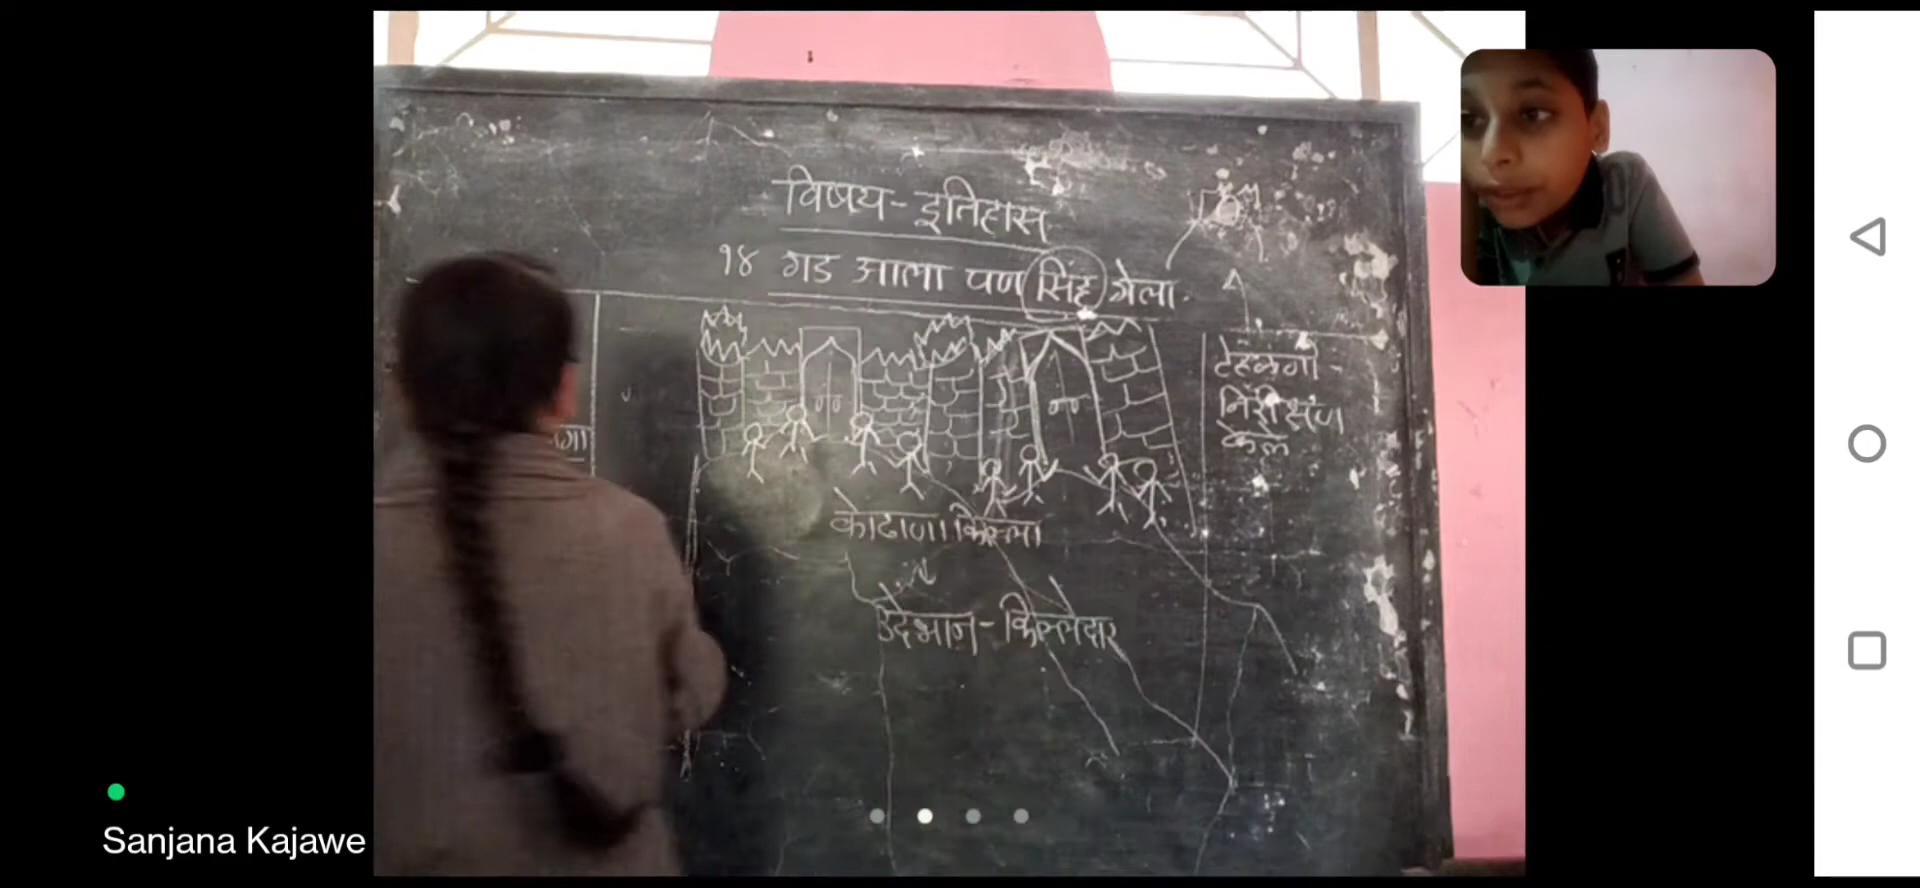 विषय - इतिहास
१४ गड आला पण सिंह गेला.
टेहळणी -
निरीक्षण
केल
कोंढाणा किल्ला
उदेभान - किल्लेदार
Sanjana Kajawe